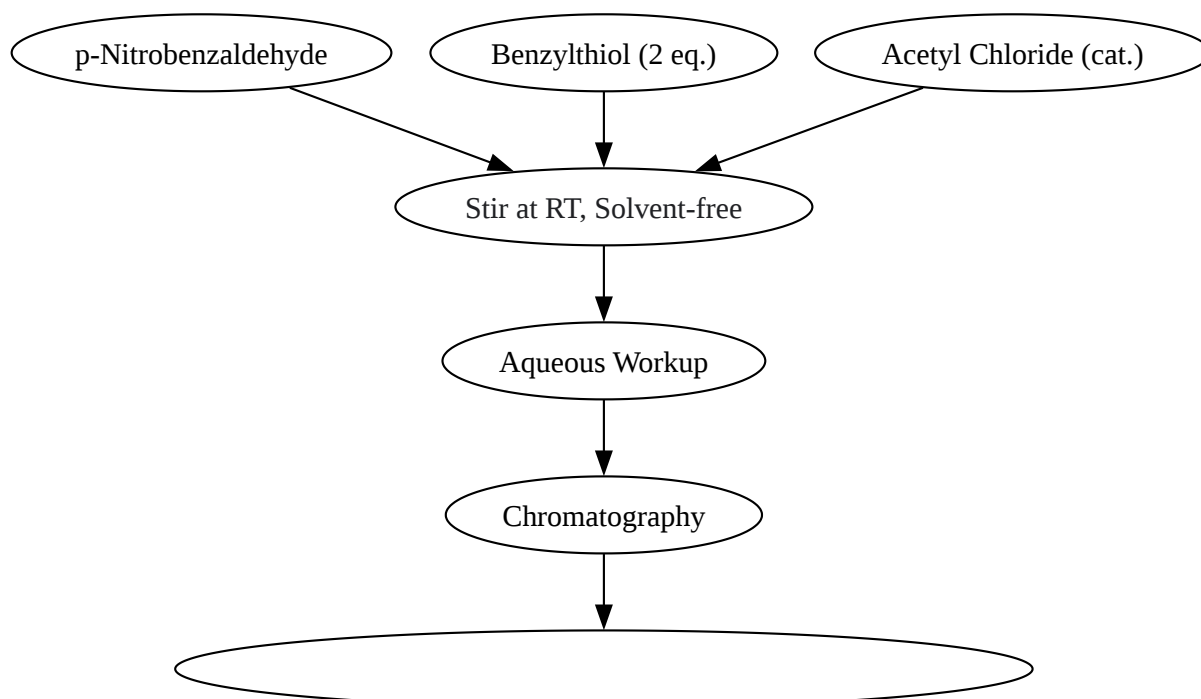 p-Nitrobenzaldehyde
Benzylthiol (2 eq.)
Acetyl Chloride (cat.)
Stir at RT, Solvent-free
Aqueous Workup
Chromatography